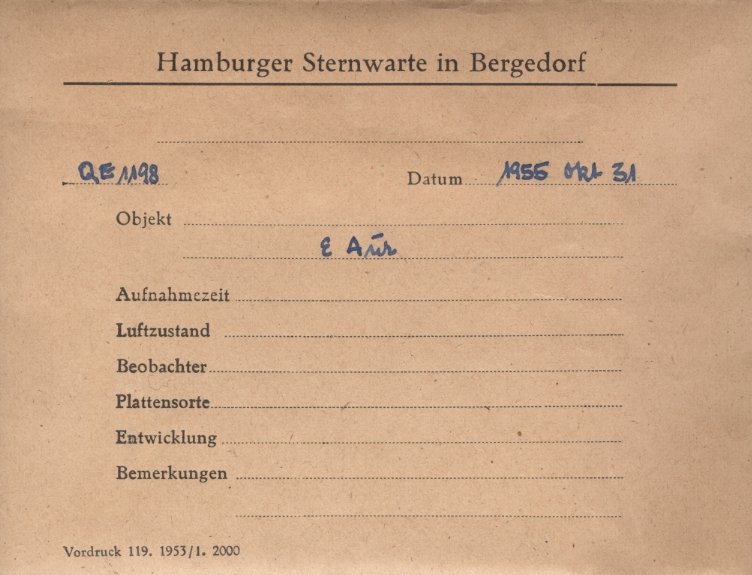 Hamburger Sternwarte in Bergedorf
QE 1198 Datum 1955 Okt 31
Objekt
ε Aur
Aufnahmezeit
Luftzustand
Beobachter
Plattensorte
Entwicklung
Bemerkungen
Vordruck 119. 1953/1. 2000